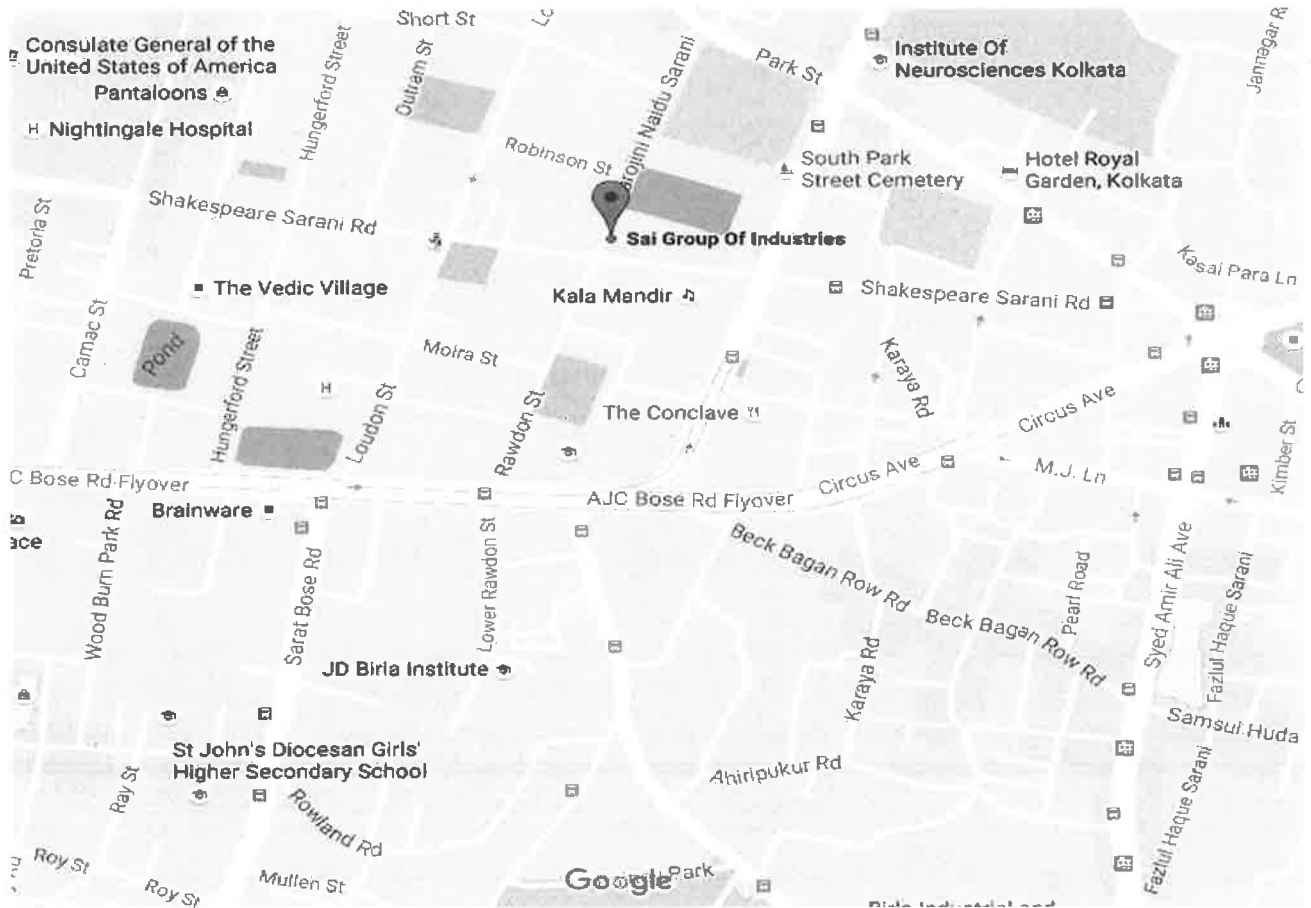 Short St
Consulate General of the
United States of America
Pantaloons
Nightingale Hospital
Hungerford Street
Outram St
Park St
Institute Of
Neurosciences Kolkata
Robinson St
Naidu Sarani
South Park
Street Cemetery
Hotel Royal
Garden, Kolkata
Pretoria St
Shakespeare Sarani Rd
Sai Group Of Industries
Kasai Para Ln
The Vedic Village
Kala Mandir
Shakespeare Sarani Rd
Camac St
Pond
Hungerford Street
Moira St
Loudon St
Rawdon St
The Conclave
Karaya Rd
Circus Ave
Kimber St
C Bose Rd Flyover
AJC Bose Rd Flyover
Circus Ave
M.J. Ln
Brainware
ace
Wood Burn Park Rd
Sarat Bose Rd
Lower Rawdon St
Beck Bagan Row Rd
Beck Bagan Row Rd
Pearl Road
Syed Amir Ali Ave
Fazlul Haque Sarani
JD Birla Institute
Karaya Rd
Samsul Huda
St John's Diocesan Girls'
Higher Secondary School
Ahiripukur Rd
Ray St
Rowland Rd
Fazlul Haque Sarani
Roy St
Roy St
Mullen St
Google
Park